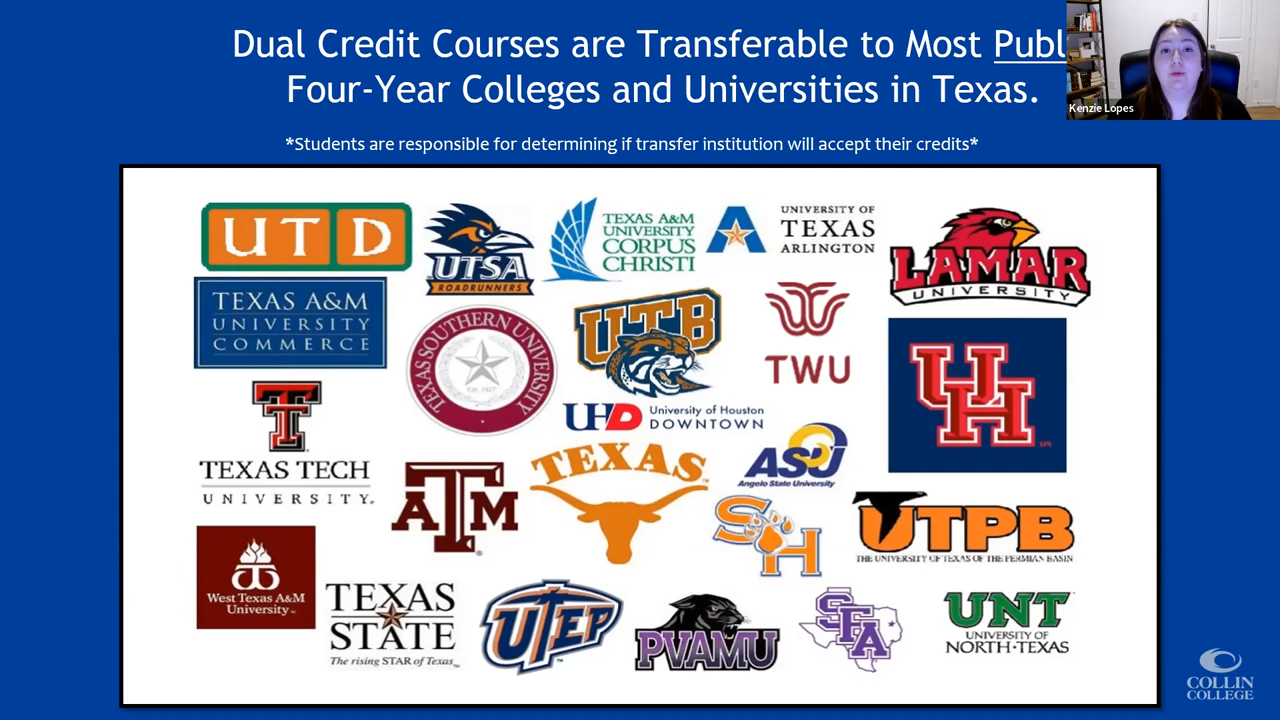 Dual Credit Courses are Transferable to Most Publ
Four-Year Colleges and Universities in Texas.
Kenzie Lopes
*Students are responsible for determining if transfer institution will accept their credits*
UTD
UTSA
ROADRUNNERS
TEXAS A&M
UNIVERSITY
CORPUS
CHRISTI
A
UNIVERSITY OF
TEXAS
ARLINGTON
LAMAR
UNIVERSITY
TEXAS A&M
UNIVERSITY
COMMERCE
TEXAS SOUTHERN UNIVERSITY
Est. 1927
UTB
TWU
UH
UHD
University of Houston
DOWNTOWN
TT
TEXAS TECH
UNIVERSITY.
ATM
TEXAS
TM
ASU
Angelo State University
SH
UTPB
THE UNIVERSITY OF TEXAS OF THE PERMIAN BASIN
West Texas A&M
University
TEXAS
STATE
The rising STAR of Texas
UTEP
PVAMU
SFA
UNT
UNIVERSITY OF
NORTH·TEXAS
COLLIN
COLLEGE